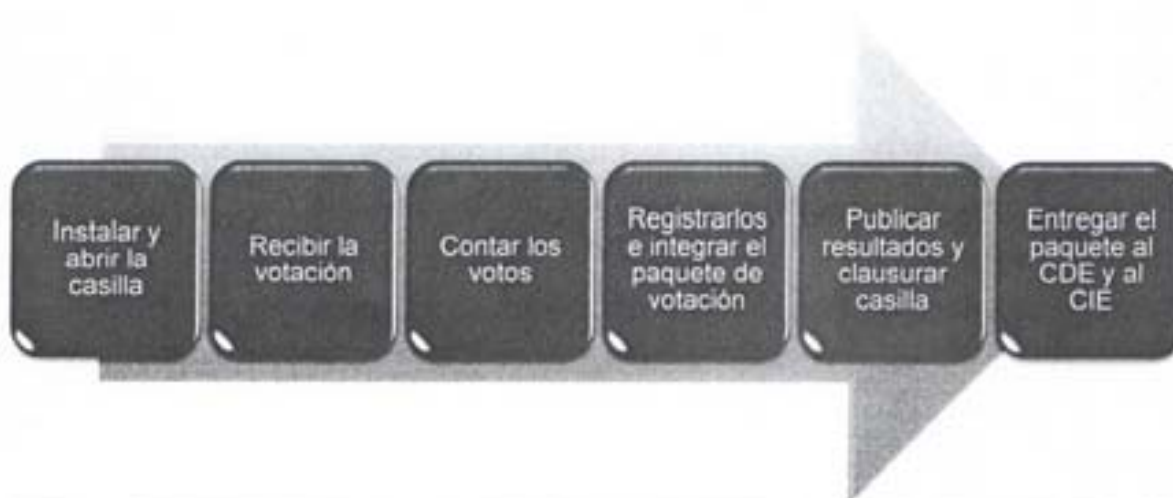 Instalar y
abrir la
casilla
Recibir la
votación
Contar los
votos
Registrarlos
e integrar el
paquete de
votación
Publicar
resultados y
clausurar
casilla
Entregar el
paquete al
CDE y al
CIE